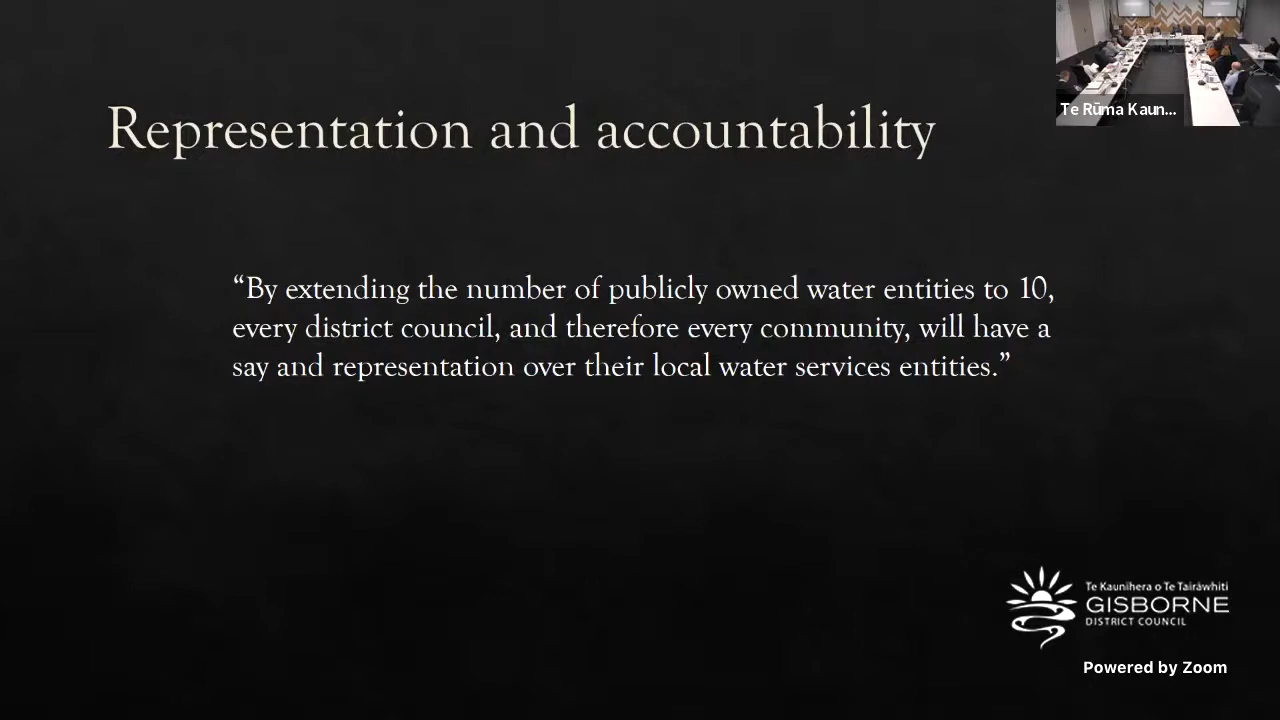 Te Rūma Kaun...
Representation and accountability
“By extending the number of publicly owned water entities to 10,
every district council, and therefore every community, will have a
say and representation over their local water services entities.”
Te Kaunihera o Te Tairāwhiti
GISBORNE
DISTRICT COUNCIL
Powered by Zoom